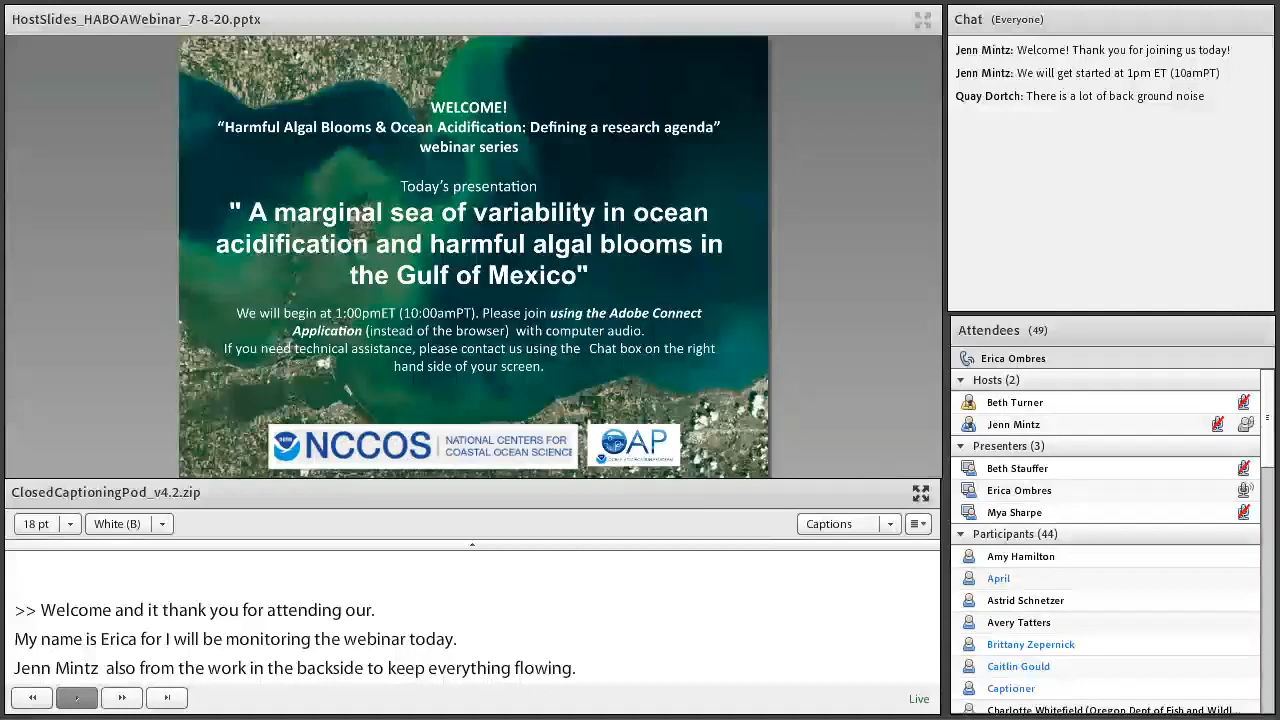 HostSlides_HABOAWebinar_7-8-20.pptx
WELCOME!
“Harmful Algal Blooms & Ocean Acidification: Defining a research agenda”
webinar series
Today’s presentation
" A marginal sea of variability in ocean
acidification and harmful algal blooms in
the Gulf of Mexico"
We will begin at 1:00pmET (10:00amPT). Please join using the Adobe Connect
Application (instead of the browser) with computer audio.
If you need technical assistance, please contact us using the Chat box on the right
hand side of your screen.
NCCOS
NATIONAL CENTERS FOR
COASTAL OCEAN SCIENCE
OAP
ClosedCaptioningPod_v4.2.zip
18 pt
White (B)
Captions
>> Welcome and it thank you for attending our.
My name is Erica for I will be monitoring the webinar today.
Jenn Mintz also from the work in the backside to keep everything flowing.
Live
Chat (Everyone)
Jenn Mintz: Welcome! Thank you for joining us today!
Jenn Mintz: We will get started at 1pm ET (10amPT)
Quay Dortch: There is a lot of back ground noise
Attendees (49)
Erica Ombres
Hosts (2)
Beth Turner
Jenn Mintz
Presenters (3)
Beth Stauffer
Erica Ombres
Mya Sharpe
Participants (44)
Amy Hamilton
April
Astrid Schnetzer
Avery Tatters
Brittany Zepernick
Caitlin Gould
Captioner
Charlotte Whitefield (Oregon Dept of Fish and Wildl...